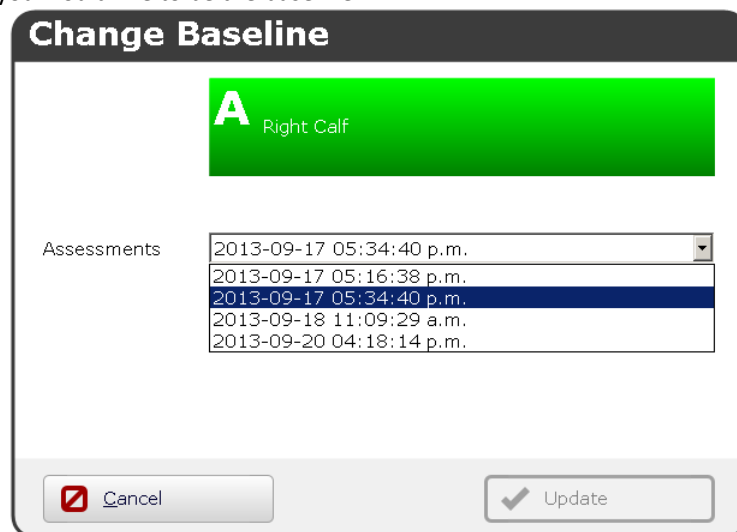 Change Baseline
A Right Calf
Assessments 2013-09-17 05:34:40 p.m.
2013-09-17 05:16:38 p.m.
2013-09-17 05:34:40 p.m.
2013-09-18 11:09:29 a.m.
2013-09-20 04:18:14 p.m.
Cancel Update